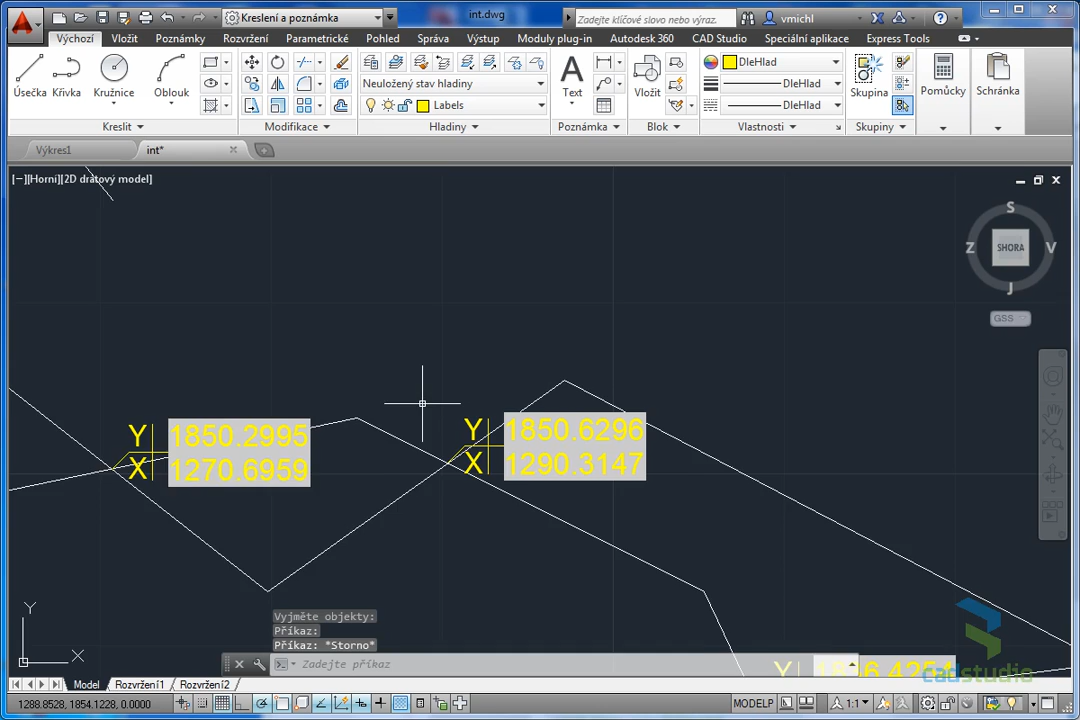 Kreslení a poznámka
int.dwg
Zadejte klíčové slovo nebo frázi.
vmichl
Výchozí
Vložit
Poznámky
Rozvržení
Parametrické
Pohled
Správa
Výstup
Moduly plug-in
Autodesk 360
CAD Studio
Speciální aplikace
Express Tools
Úsečka
Křivka
Kružnice
Oblouk
Neuložený stav hladiny
Labels
Text
Vložit
DleHlad
DleHlad
DleHlad
Skupina
Pomůcky
Schránka
Kreslit
Modifikace
Hladiny
Poznámka
Blok
Vlastnosti
Skupiny
Výkres1
int*
[−][Horní][2D drátový model]
S
Z
SHORA
V
J
GSS
Y 1850.2995
X 1270.6959
Y 1850.6296
X 1290.3147
Vyjměte objekty:
Příkaz:
Příkaz: *Storno*
Zadejte příkaz
Y
X
cadstudio
Model
Rozvržení1
Rozvržení2
1288.8528, 1854.1228, 0.0000
MODELP
1:1